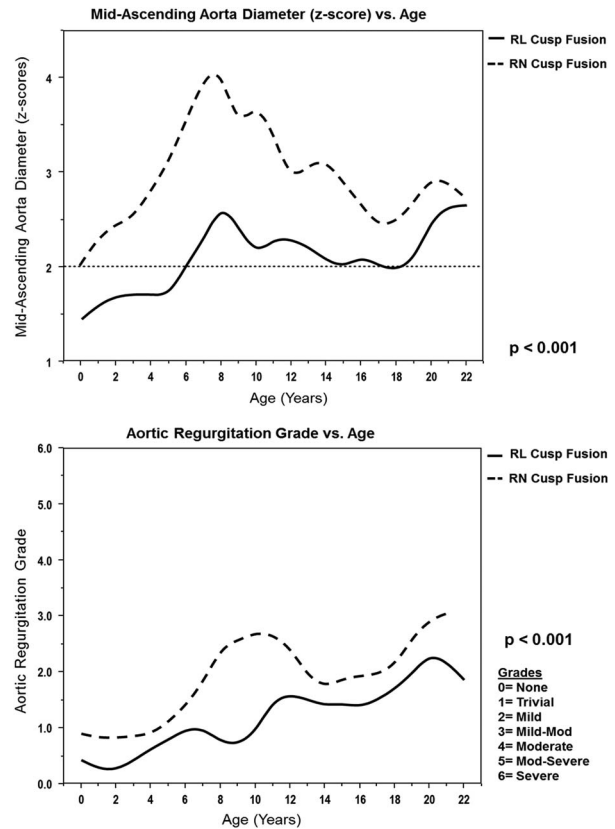 Mid-Ascending Aorta Diameter (z-score) vs. Age
RL Cusp Fusion
RN Cusp Fusion
Mid-Ascending Aorta Diameter (z-scores)
4
3
2
1
0 2 4 6 8 10 12 14 16 18 20 22
Age (Years)
p < 0.001
Aortic Regurgitation Grade vs. Age
RL Cusp Fusion
RN Cusp Fusion
Aortic Regurgitation Grade
6.0
5.0
4.0
3.0
2.0
1.0
0.0
0 2 4 6 8 10 12 14 16 18 20 22
Age (Years)
p < 0.001
Grades
0= None
1= Trivial
2= Mild
3= Mild-Mod
4= Moderate
5= Mod-Severe
6= Severe